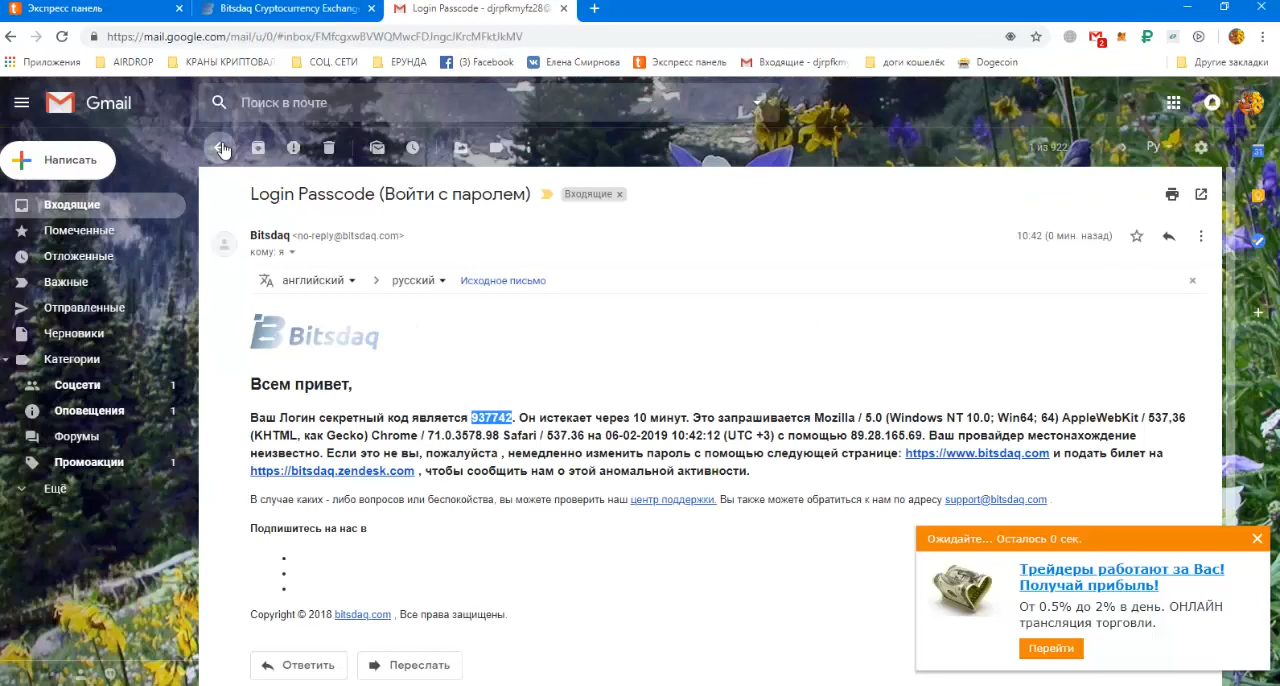 Экспресс панель
Bitsdaq Cryptocurrency Exchang
Login Passcode - djrpfkmyfz28@
https://mail.google.com/mail/u/0/#inbox/FMfcgxwBVWQMwcFDJngcJKrcMFktJkMV
2
Приложения
AIRDROP
КРАНЫ КРИПТОВАЛ
СОЦ. СЕТИ
ЕРУНДА
(3) Facebook
Елена Смирнова
Экспресс панель
Входящие - djrpfkmy
доги кошелёк
Dogecoin
Другие закладки
Gmail
Поиск в почте
Написать
1 из 922
Ру
Входящие
Помеченные
Отложенные
Важные
Отправленные
Черновики
Категории
Соцсети 1
Оповещения 1
Форумы
Промоакции 1
Ещё
Login Passcode (Войти с паролем)
Входящие x
Bitsdaq <no-reply@bitsdaq.com>
10:42 (0 мин. назад)
кому: я
английский > русский Исходное письмо
Bitsdaq
Всем привет,
Ваш Логин секретный код является 937742. Он истекает через 10 минут. Это запрашивается Mozilla / 5.0 (Windows NT 10.0; Win64; 64) AppleWebKit / 537,36
(KHTML, как Gecko) Chrome / 71.0.3578.98 Safari / 537.36 на 06-02-2019 10:42:12 (UTC +3) с помощью 89.28.165.69. Ваш провайдер местонахождение
неизвестно. Если это не вы, пожалуйста , немедленно изменить пароль с помощью следующей странице: https://www.bitsdaq.com и подать билет на
https://bitsdaq.zendesk.com , чтобы сообщить нам о этой аномальной активности.
В случае каких - либо вопросов или беспокойства, вы можете проверить наш центр поддержки. Вы также можете обратиться к нам по адресу support@bitsdaq.com .
Подпишитесь на нас в
Copyright © 2018 bitsdaq.com , Все права защищены.
Ответить
Переслать
Ожидайте... Осталось 0 сек.
Трейдеры работают за Вас!
Получай прибыль!
От 0.5% до 2% в день. ОНЛАЙН
трансляция торговли.
Перейти